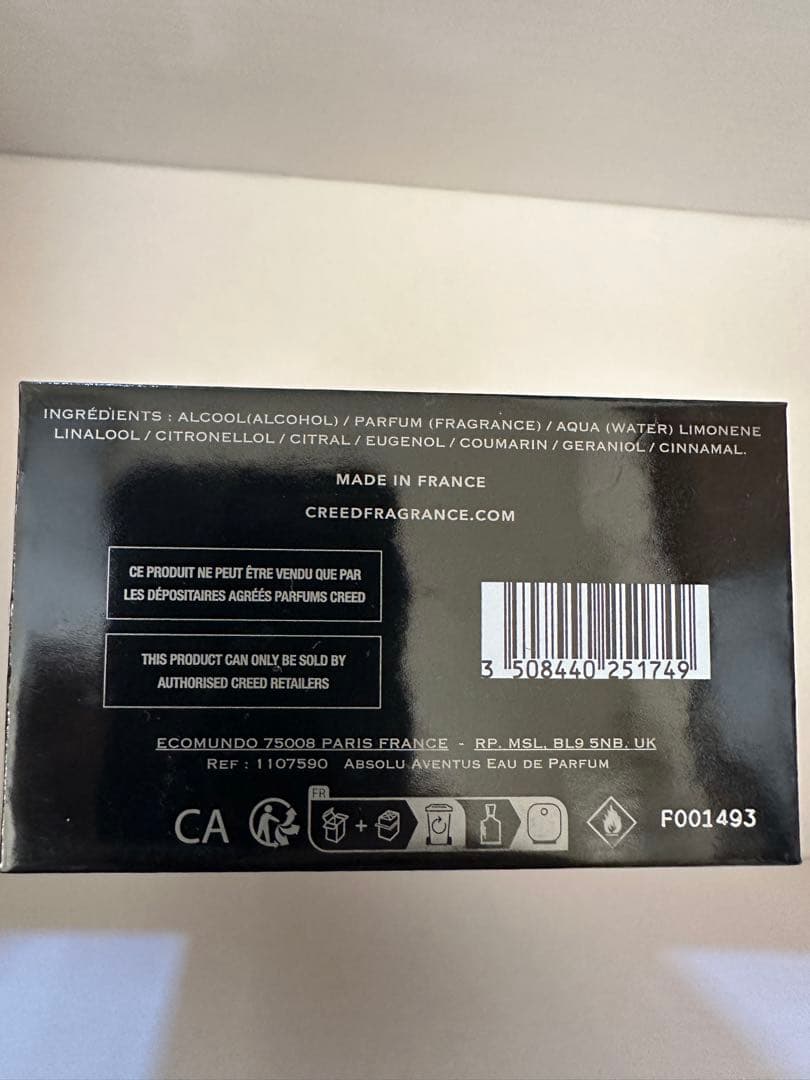 INGRÉDIENTS : ALCOOL(ALCOHOL) / PARFUM (FRAGRANCE) / AQUA (WATER) LIMONENE
LINALOOL / CITRONELLOL / CITRAL / EUGENOL / COUMARIN / GERANIOL / CINNAMAL.
MADE IN FRANCE
CREEDFRAGRANCE.COM
CE PRODUIT NE PEUT ÊTRE VENDU QUE PAR
LES DÉPOSITAIRES AGRÉÉS PARFUMS CREED
THIS PRODUCT CAN ONLY BE SOLD BY
AUTHORISED CREED RETAILERS
3 508440 251749
ECOMUNDO 75008 PARIS FRANCE - RP. MSL. BL9 5NB. UK
REF : 1107590 ABSOLU AVENTUS EAU DE PARFUM
CA
FR
F001493